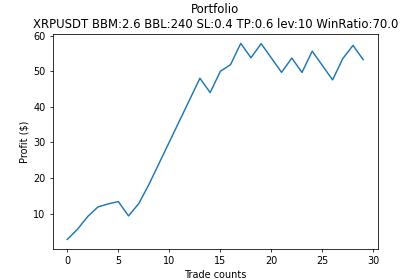 Portfolio
XRPUSDT BBM:2.6 BBL:240 SL:0.4 TP:0.6 lev:10 WinRatio:70.0
60
50
40
30
20
10
Profit ($)
0 5 10 15 20 25 30
Trade counts